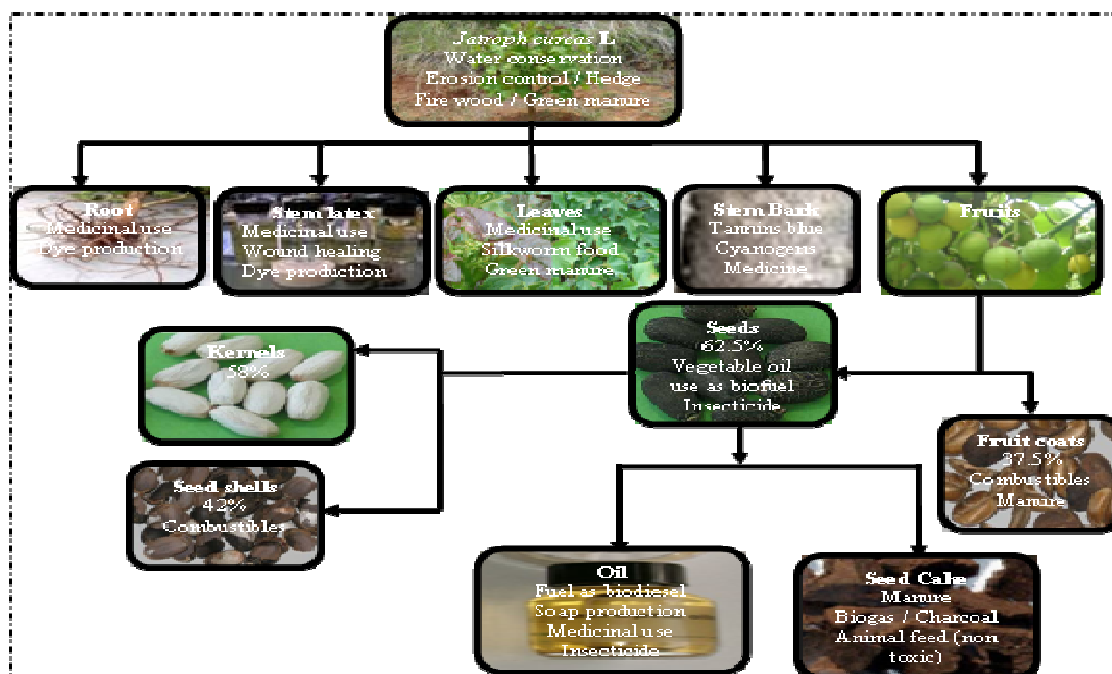 Jatroph curcas L
Water conservation
Erosion control / Hedge
Fire wood / Green manure
Root
Medicinal use
Dye production
Stem latex
Medicinal use
Wound healing
Dye production
Leaves
Medicinal use
Silkworm food
Green manure
Stem Bark
Tannins blue
Cyanogens
Medicine
Fruits
Seeds
62.5%
Vegetable oil
use as biofuel
Insecticide
Kernels
58%
Fruit coats
37.5%
Combustibles
Manure
Seed shells
42%
Combustibles
Oil
Fuel as biodiesel
Soap production
Medicinal use
Insecticide
Seed Cake
Manure
Biogas / Charcoal
Animal feed (non
toxic)